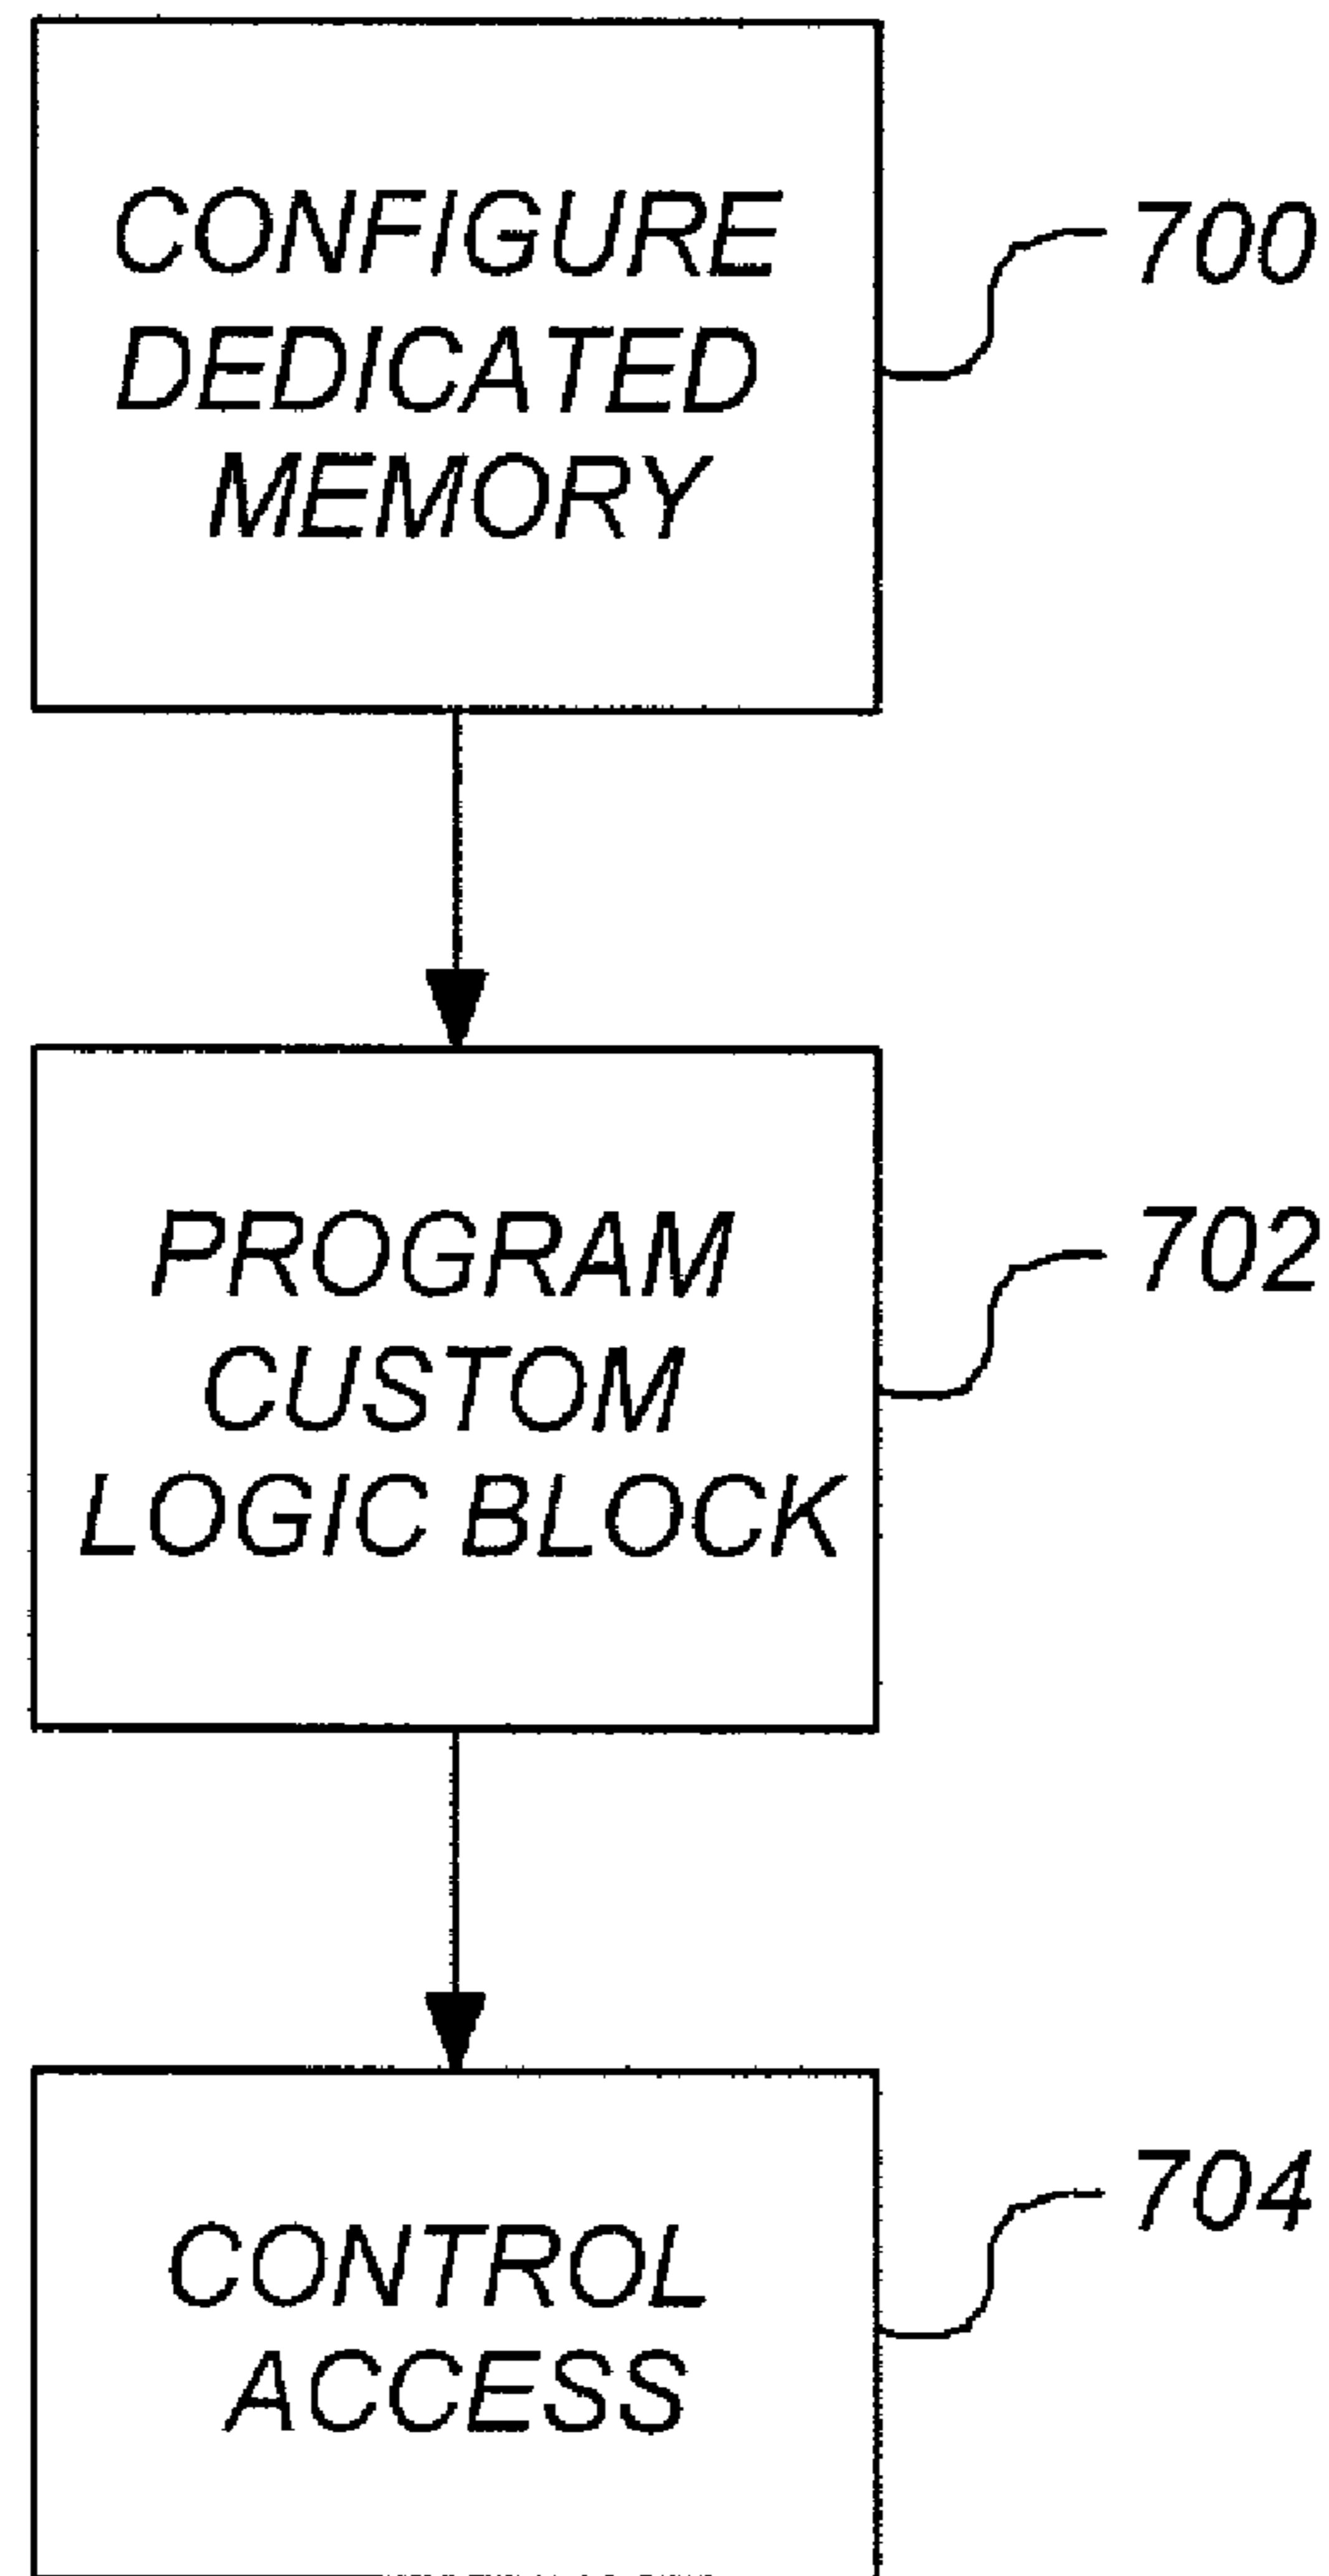 CONFIGURE
DEDICATED
MEMORY
700
PROGRAM
CUSTOM
LOGIC BLOCK
702
CONTROL
ACCESS
704